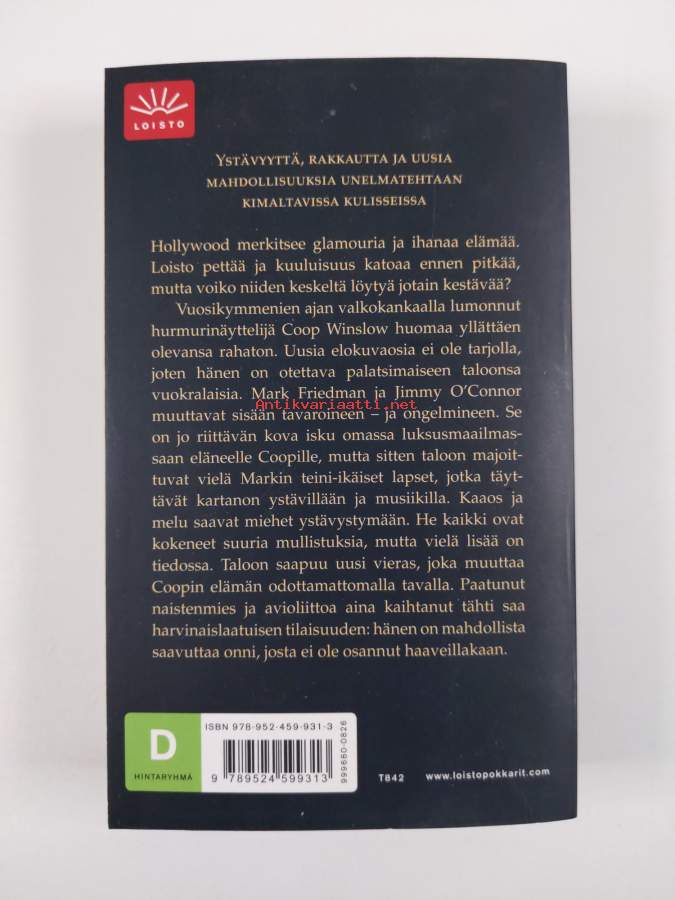 LOISTO
YSTÄVYYTTÄ, RAKKAUTTA JA UUSIA
MAHDOLLISUUKSIA UNELMATEHTAAN
KIMALTAVISSA KULISSEISSA
Hollywood merkitsee glamouria ja ihanaa elämää.
Loisto pettää ja kuuluisuus katoaa ennen pitkää,
mutta voiko niiden keskeltä löytyä jotain kestävää?
Vuosikymmenien ajan valkokankaalla lumonnut
hurmurinäyttelijä Coop Winslow huomaa yllättäen
olevansa rahaton. Uusia elokuvaosia ei ole tarjolla,
joten hänen on otettava palatsimaiseen taloonsa
vuokralaisia. Mark Friedman ja Jimmy O'Connor
Antikvariaatti.net
muuttavat sisään tavaroineen – ja ongelmineen. Se
on jo riittävän kova isku omassa luksusmaailmas-
saan eläneelle Coopille, mutta sitten taloon majoit-
tuvat vielä Markin teini-ikäiset lapset, jotka täyt-
tävät kartanon ystävillään ja musiikilla. Kaaos ja
melu saavat miehet ystävystymään. He kaikki ovat
kokeneet suuria mullistuksia, mutta vielä lisää on
tiedossa. Taloon saapuu uusi vieras, joka muuttaa
Coopin elämän odottamattomalla tavalla. Paatunut
naistenmies ja avioliittoa aina kaihtanut tähti saa
harvinaislaatuisen tilaisuuden: hänen on mahdollista
saavuttaa onni, josta ei ole osannut haaveillakaan.
D
HINTARYHMÄ
ISBN 978-952-459-931-3
9 789524 599313
999680-0826
T842
www.loistopokkarit.com